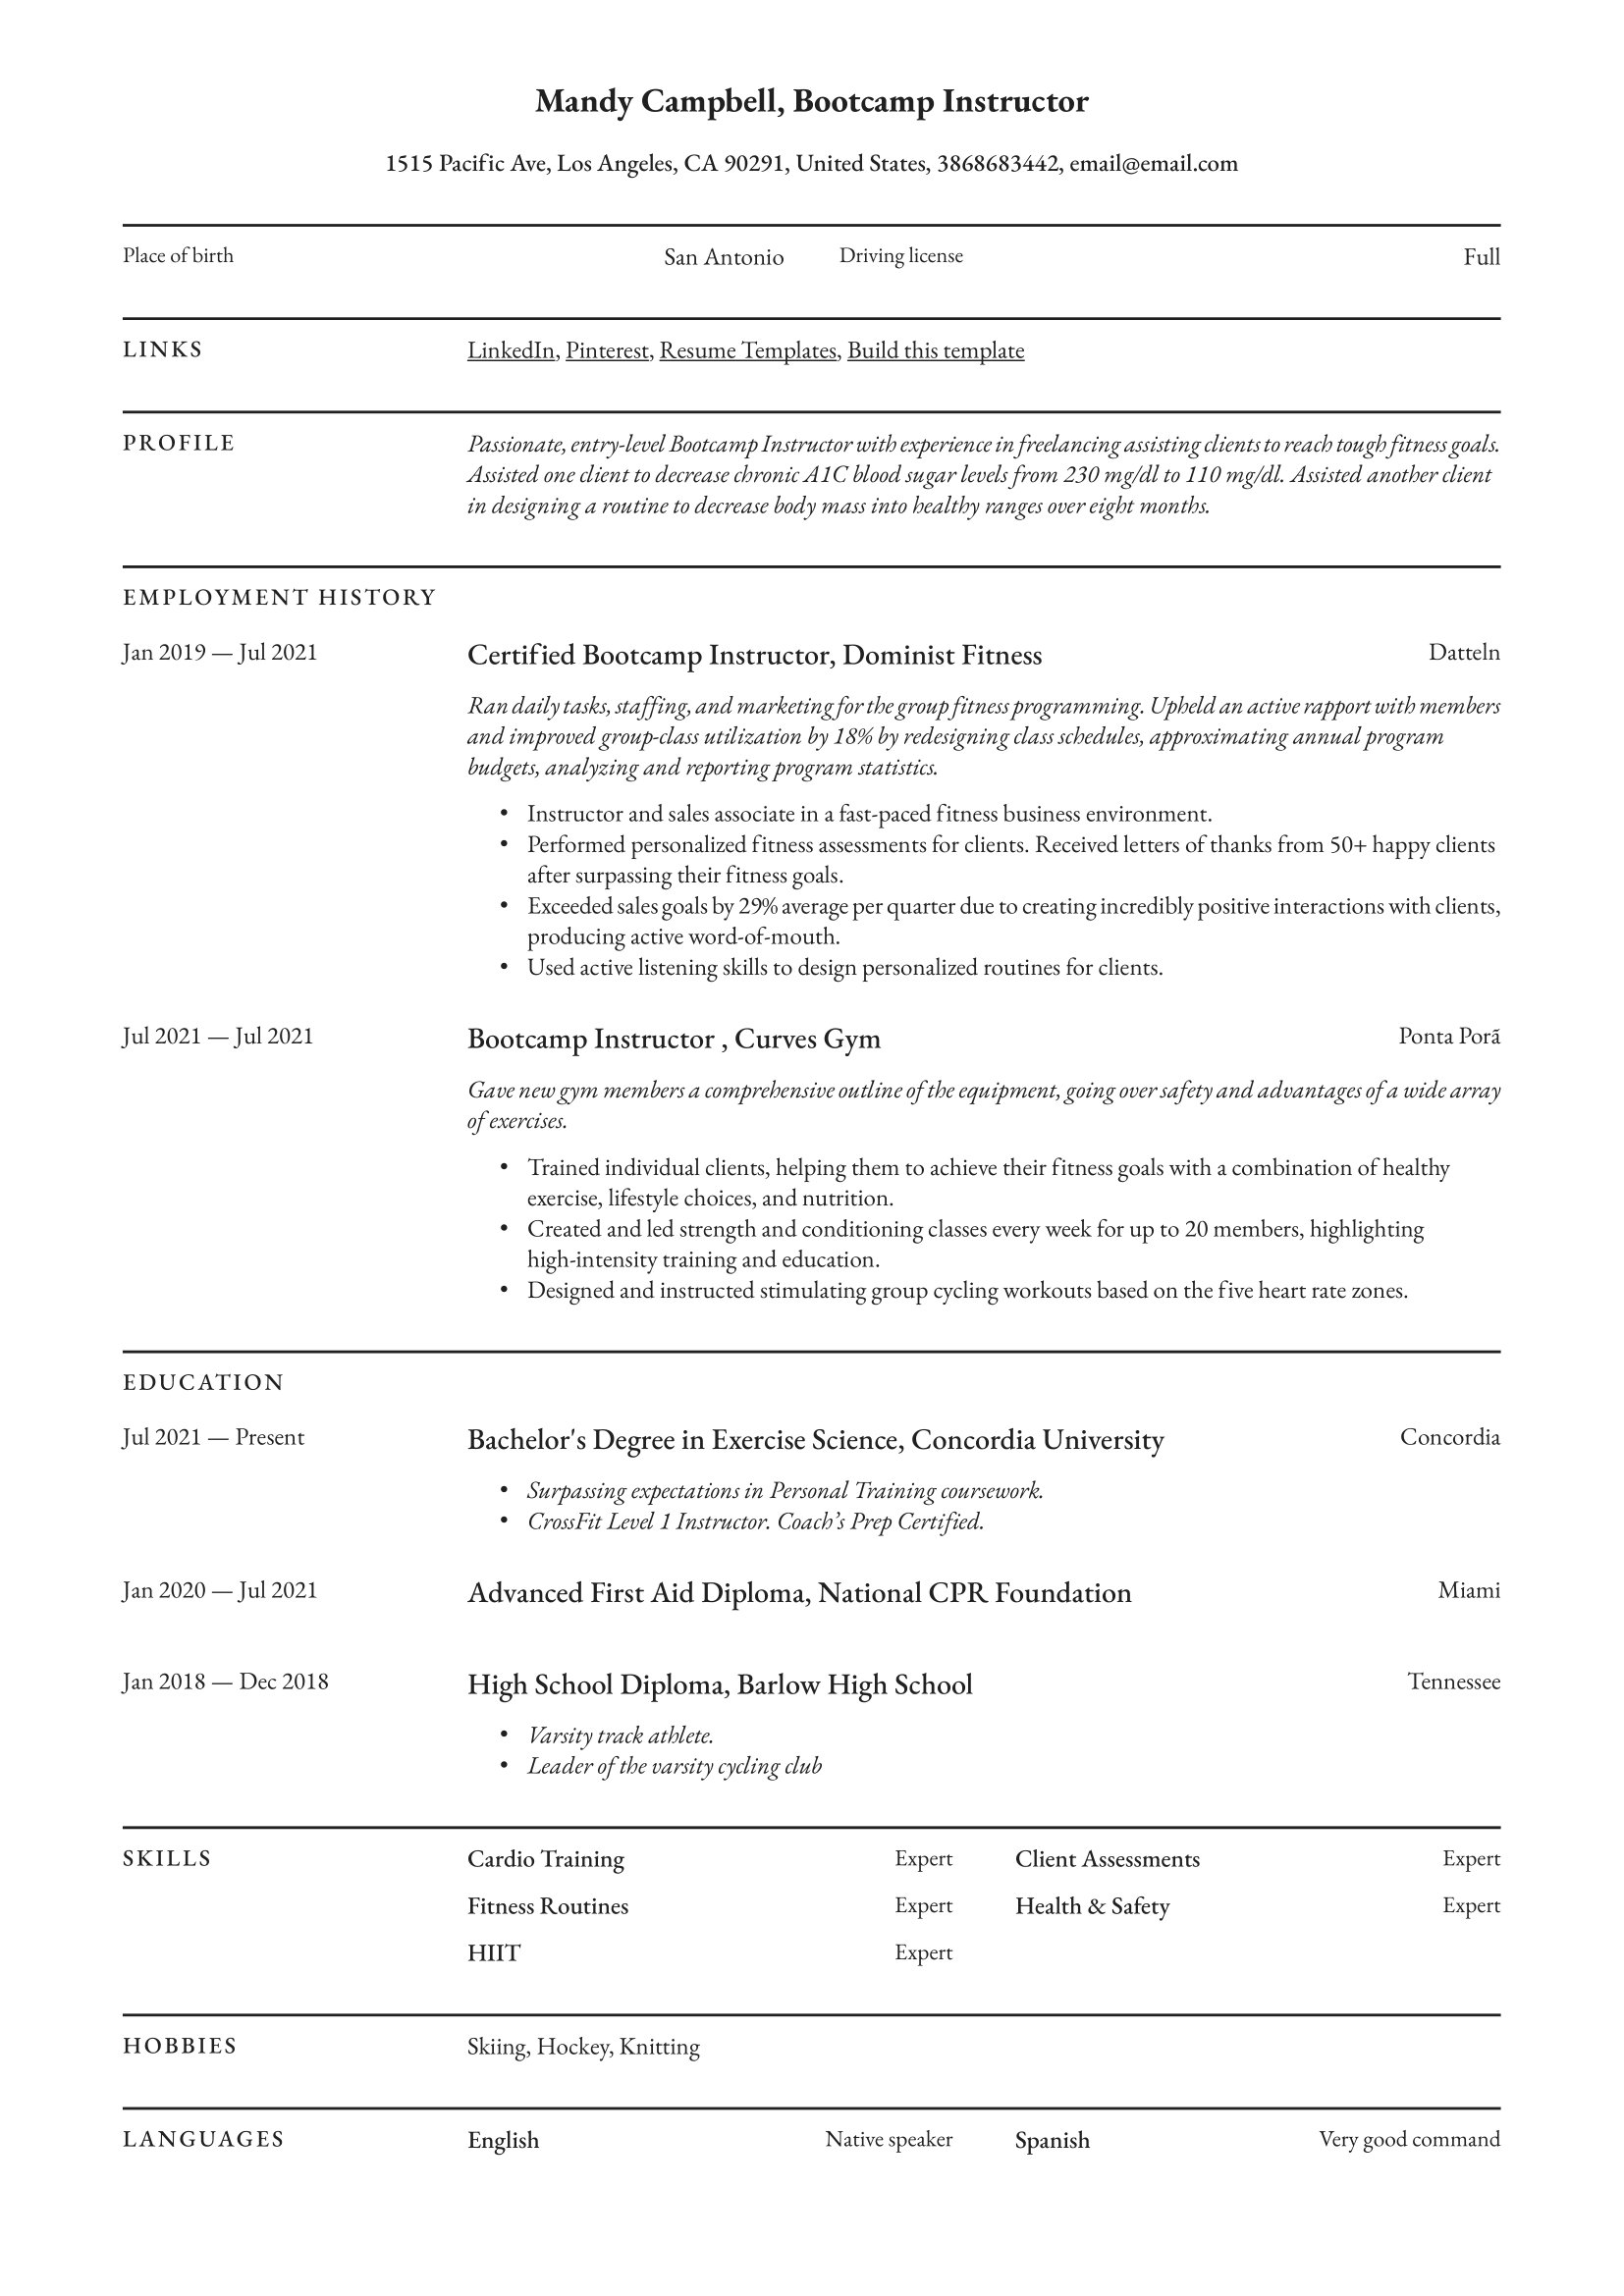 Mandy Campbell, Bootcamp Instructor
1515 Pacific Ave, Los Angeles, CA 90291, United States, 3868683442, email@email.com
Place of birth San Antonio Driving license Full
LINKS LinkedIn, Pinterest, Resume Templates, Build this template
PROFILE Passionate, entry-level Bootcamp Instructor with experience in freelancing assisting clients to reach tough fitness goals.
Assisted one client to decrease chronic A1C blood sugar levels from 230 mg/dl to 110 mg/dl. Assisted another client
in designing a routine to decrease body mass into healthy ranges over eight months.
EMPLOYMENT HISTORY
Jan 2019 — Jul 2021 Certified Bootcamp Instructor, Dominist Fitness Datteln
Ran daily tasks, staffing, and marketing for the group fitness programming. Upheld an active rapport with members
and improved group-class utilization by 18% by redesigning class schedules, approximating annual program
budgets, analyzing and reporting program statistics.
• Instructor and sales associate in a fast-paced fitness business environment.
• Performed personalized fitness assessments for clients. Received letters of thanks from 50+ happy clients
after surpassing their fitness goals.
• Exceeded sales goals by 29% average per quarter due to creating incredibly positive interactions with clients,
producing active word-of-mouth.
• Used active listening skills to design personalized routines for clients.
Jul 2021 — Jul 2021 Bootcamp Instructor , Curves Gym Ponta Porã
Gave new gym members a comprehensive outline of the equipment, going over safety and advantages of a wide array
of exercises.
• Trained individual clients, helping them to achieve their fitness goals with a combination of healthy
exercise, lifestyle choices, and nutrition.
• Created and led strength and conditioning classes every week for up to 20 members, highlighting
high-intensity training and education.
• Designed and instructed stimulating group cycling workouts based on the five heart rate zones.
EDUCATION
Jul 2021 — Present Bachelor's Degree in Exercise Science, Concordia University Concordia
• Surpassing expectations in Personal Training coursework.
• CrossFit Level 1 Instructor. Coach’s Prep Certified.
Jan 2020 — Jul 2021 Advanced First Aid Diploma, National CPR Foundation Miami
Jan 2018 — Dec 2018 High School Diploma, Barlow High School Tennessee
• Varsity track athlete.
• Leader of the varsity cycling club
SKILLS Cardio Training Expert Client Assessments Expert
Fitness Routines Expert Health & Safety Expert
HIIT Expert
HOBBIES Skiing, Hockey, Knitting
LANGUAGES English Native speaker Spanish Very good command